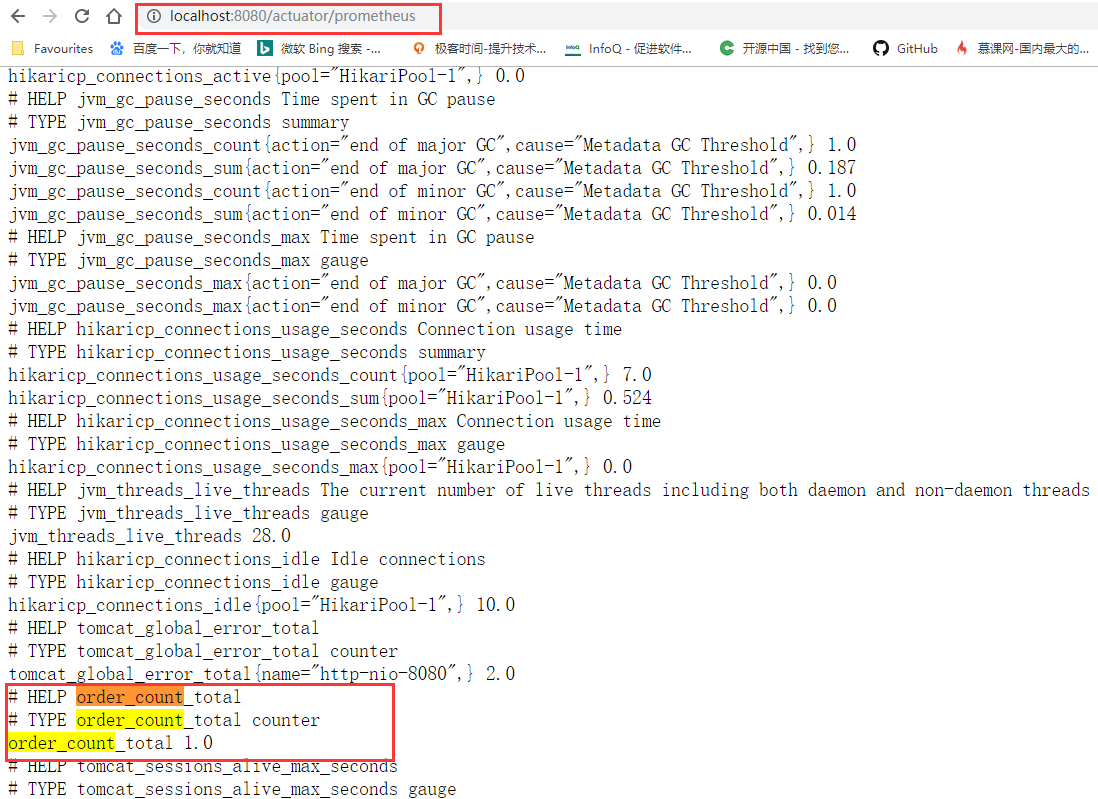 localhost:8080/actuator/prometheus
Favourites 百度一下，你就知道 微软 Bing 搜索 -... 极客时间-提升技术... InfoQ InfoQ - 促进软件... 开源中国 - 找到您... GitHub 慕课网-国内最大的...
hikaricp_connections_active{pool="HikariPool-1",} 0.0
# HELP jvm_gc_pause_seconds Time spent in GC pause
# TYPE jvm_gc_pause_seconds summary
jvm_gc_pause_seconds_count{action="end of major GC",cause="Metadata GC Threshold",} 1.0
jvm_gc_pause_seconds_sum{action="end of major GC",cause="Metadata GC Threshold",} 0.187
jvm_gc_pause_seconds_count{action="end of minor GC",cause="Metadata GC Threshold",} 1.0
jvm_gc_pause_seconds_sum{action="end of minor GC",cause="Metadata GC Threshold",} 0.014
# HELP jvm_gc_pause_seconds_max Time spent in GC pause
# TYPE jvm_gc_pause_seconds_max gauge
jvm_gc_pause_seconds_max{action="end of major GC",cause="Metadata GC Threshold",} 0.0
jvm_gc_pause_seconds_max{action="end of minor GC",cause="Metadata GC Threshold",} 0.0
# HELP hikaricp_connections_usage_seconds Connection usage time
# TYPE hikaricp_connections_usage_seconds summary
hikaricp_connections_usage_seconds_count{pool="HikariPool-1",} 7.0
hikaricp_connections_usage_seconds_sum{pool="HikariPool-1",} 0.524
# HELP hikaricp_connections_usage_seconds_max Connection usage time
# TYPE hikaricp_connections_usage_seconds_max gauge
hikaricp_connections_usage_seconds_max{pool="HikariPool-1",} 0.0
# HELP jvm_threads_live_threads The current number of live threads including both daemon and non-daemon threads
# TYPE jvm_threads_live_threads gauge
jvm_threads_live_threads 28.0
# HELP hikaricp_connections_idle Idle connections
# TYPE hikaricp_connections_idle gauge
hikaricp_connections_idle{pool="HikariPool-1",} 10.0
# HELP tomcat_global_error_total
# TYPE tomcat_global_error_total counter
tomcat_global_error_total{name="http-nio-8080",} 2.0
# HELP order_count_total
# TYPE order_count_total counter
order_count_total 1.0
# HELP tomcat_sessions_alive_max_seconds
# TYPE tomcat_sessions_alive_max_seconds gauge